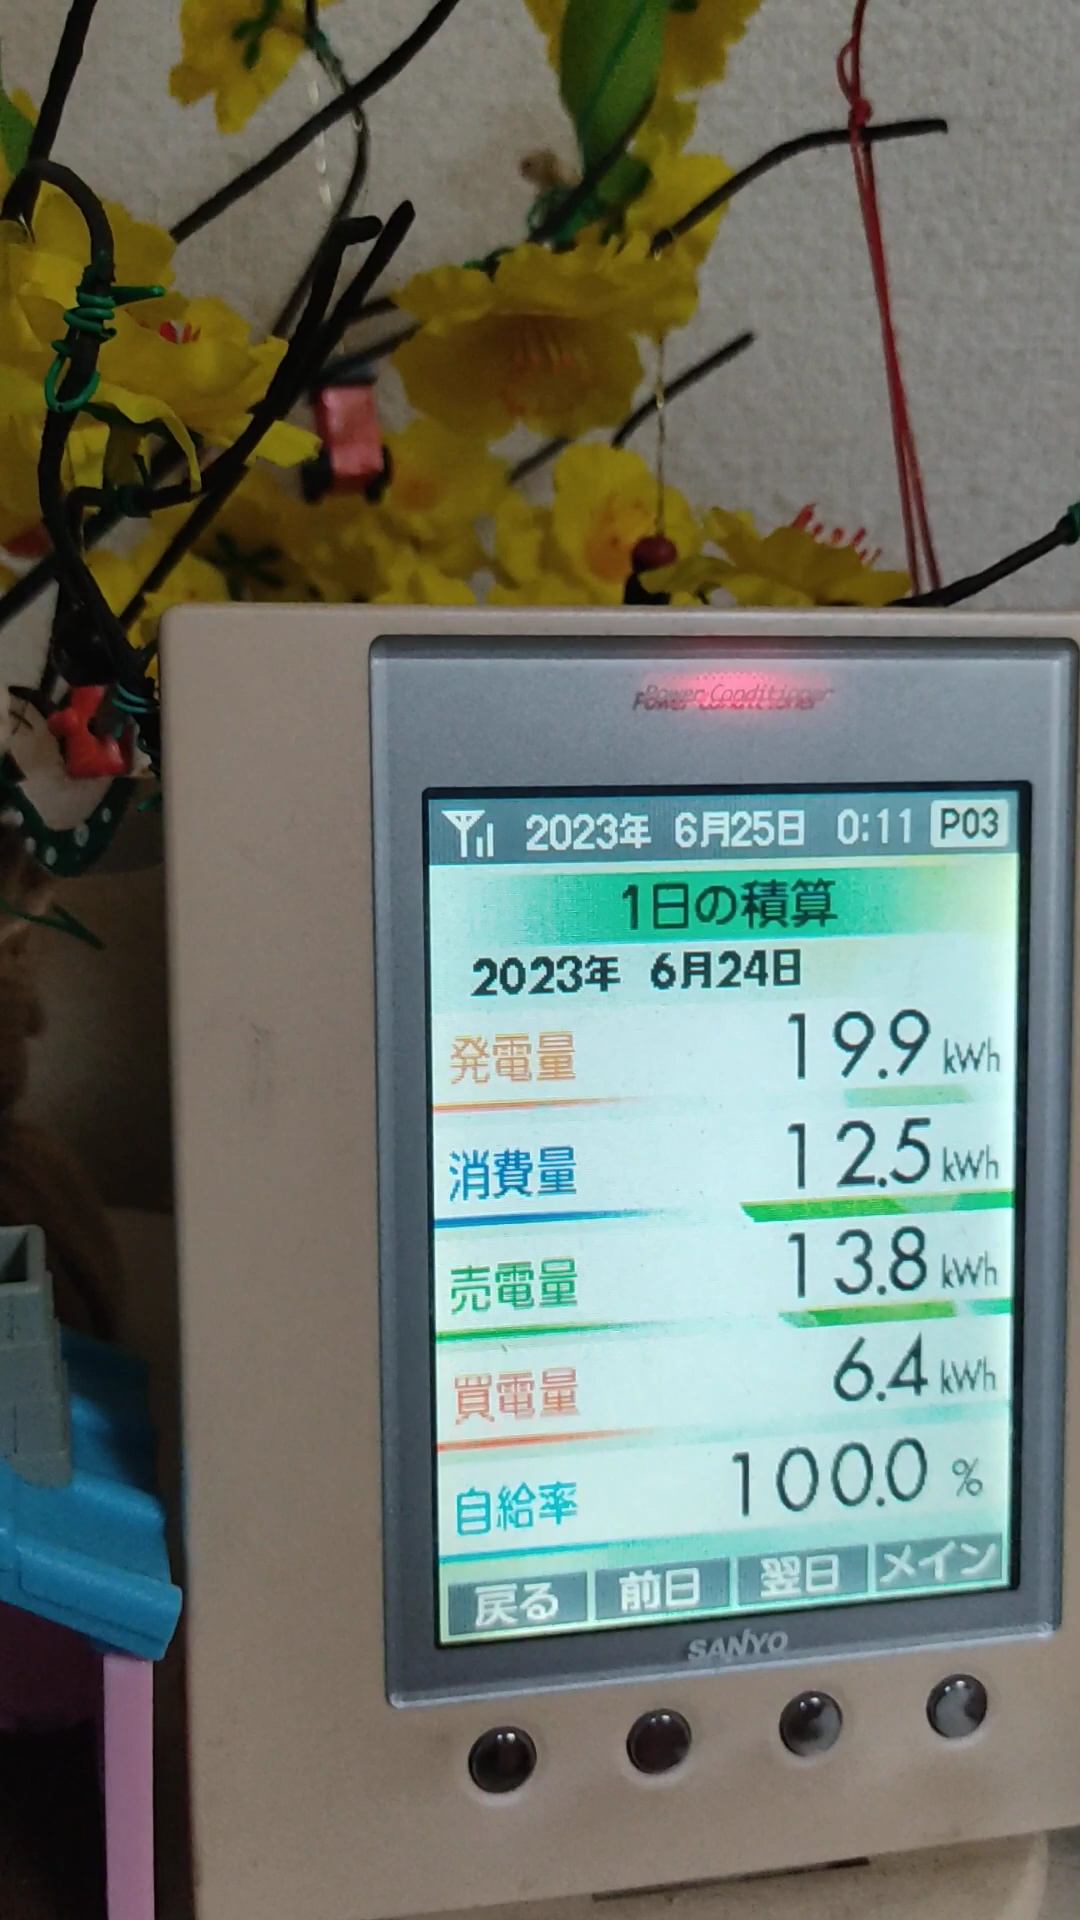 Power Conditioner
2023年 6月25日 0:11 P03
1日の積算
2023年 6月24日
発電量 19.9 kWh
消費量 12.5 kWh
売電量 13.8 kWh
買電量 6.4 kWh
自給率 100.0 %
戻る 前日 翌日 メイン
SANYO